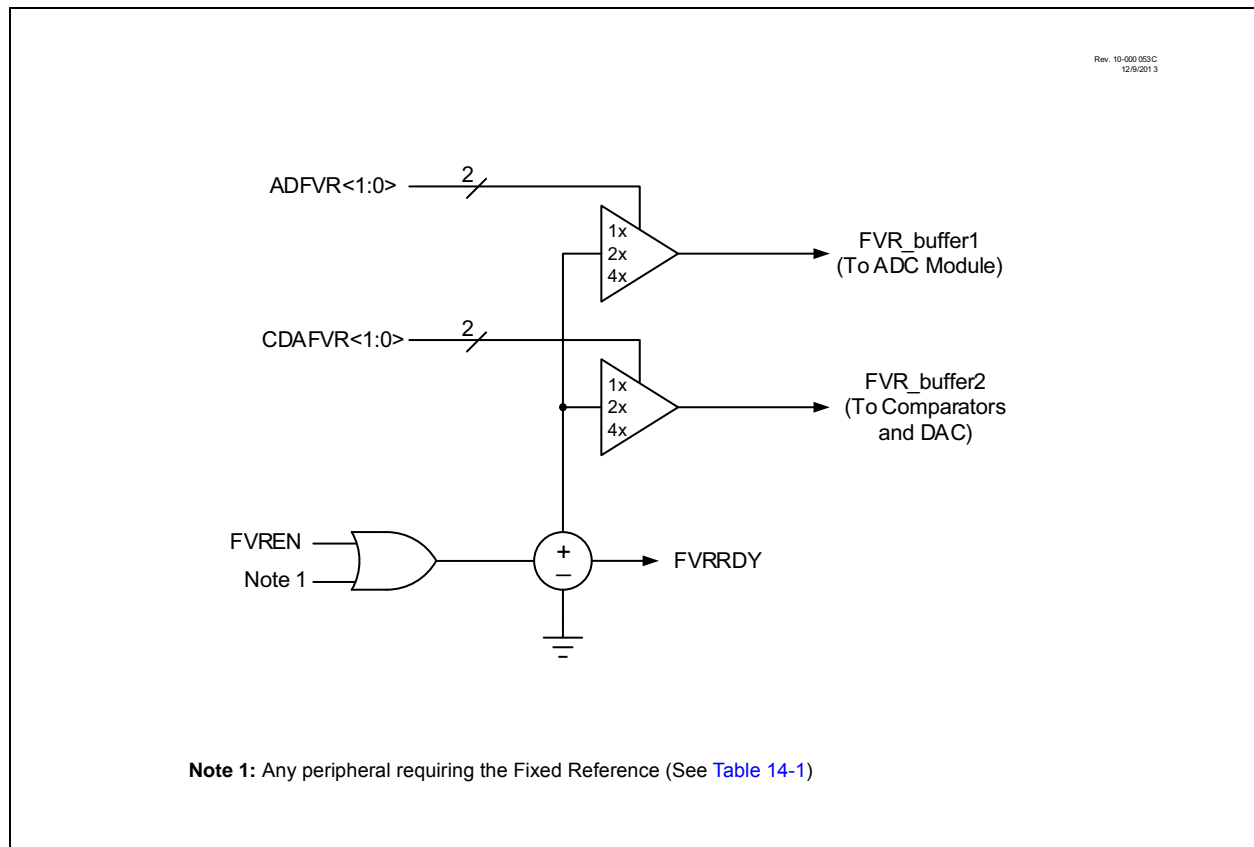 Rev. 10-000 053C
12/9/201 3
ADFVR<1:0>
2
1x
2x
4x
FVR_buffer1
(To ADC Module)
CDAFVR<1:0>
2
1x
2x
4x
FVR_buffer2
(To Comparators
and DAC)
FVREN
Note 1
+
–
FVRRDY
Note 1: Any peripheral requiring the Fixed Reference (See Table 14-1)